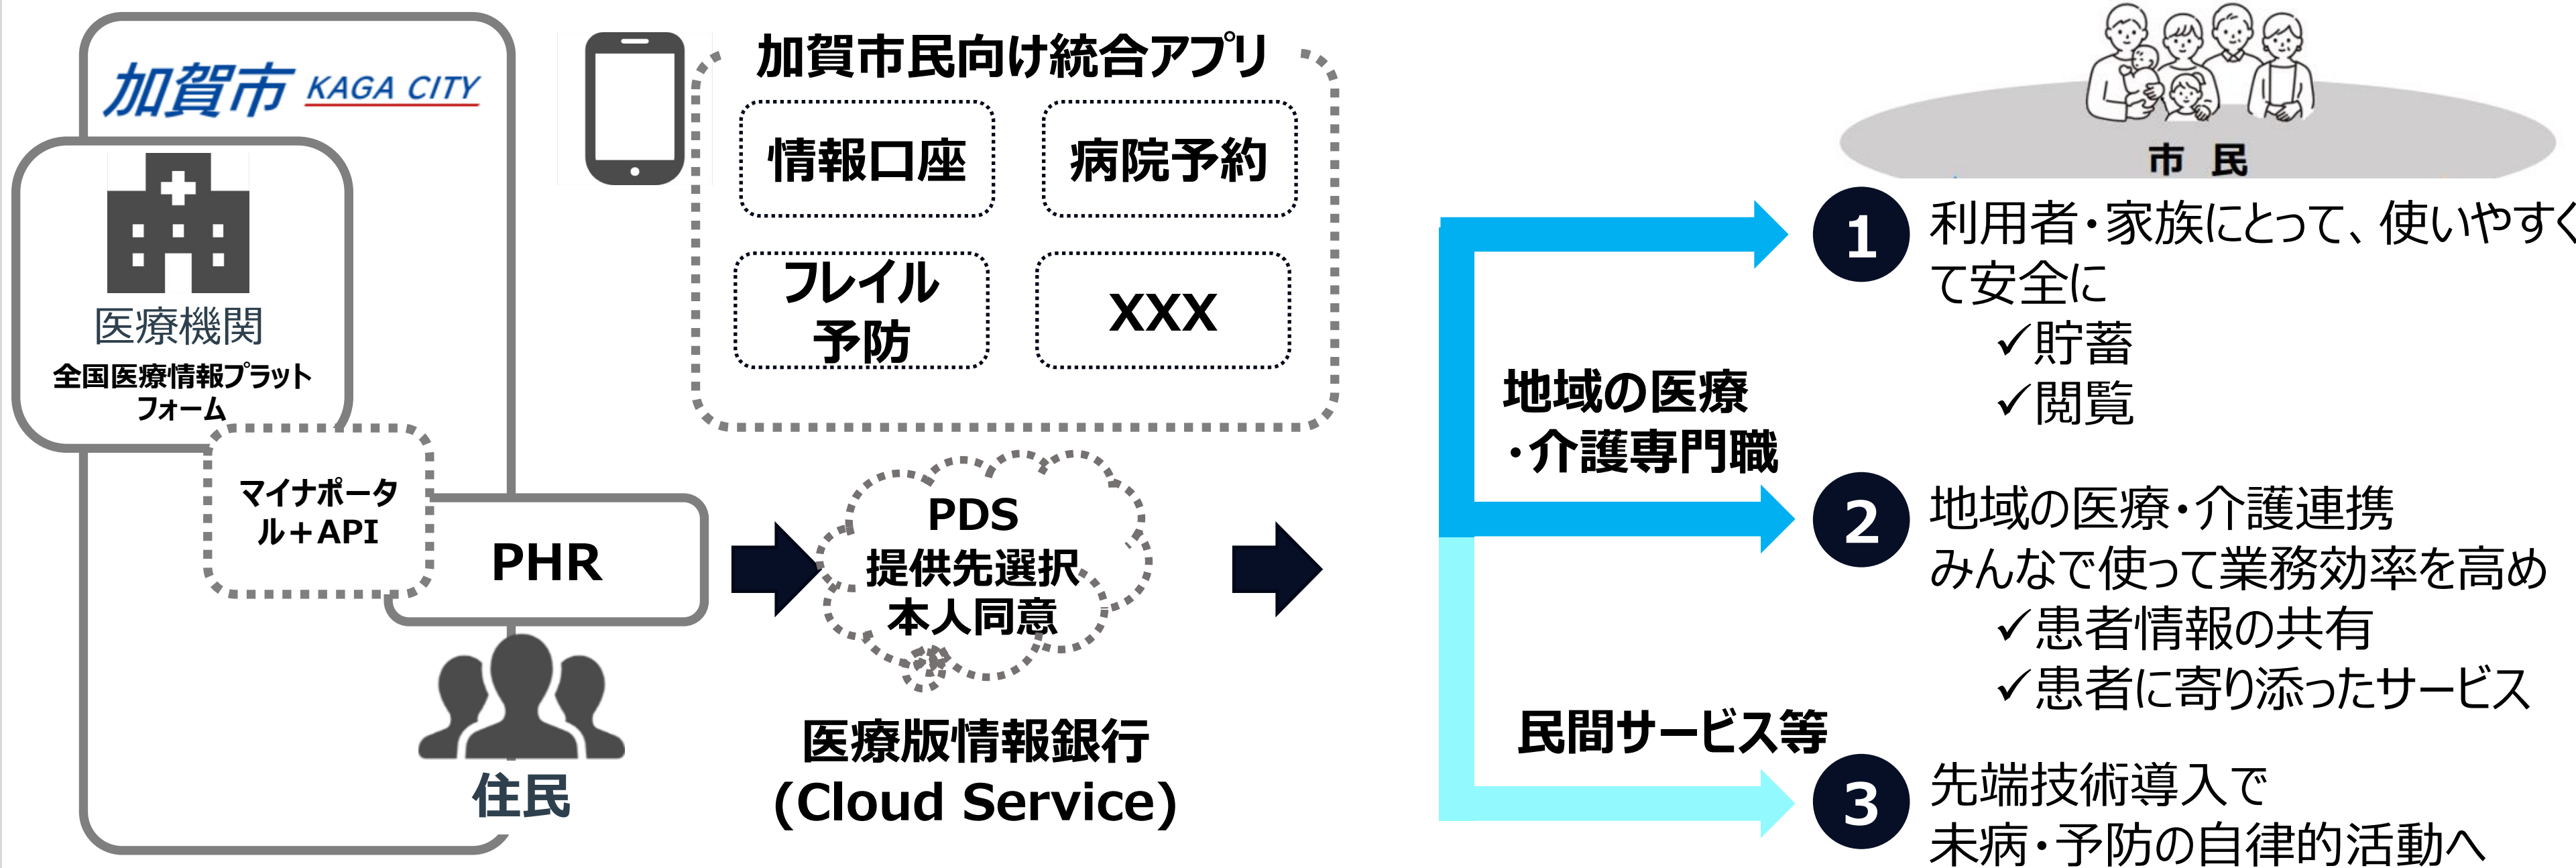 加賀市 KAGA CITY
医療機関
全国医療情報プラット
フォーム
マイナポータ
ル+API
PHR
住民
加賀市民向け統合アプリ
情報口座
病院予約
フレイル
予防
XXX
PDS
提供先選択
本人同意
医療版情報銀行
(Cloud Service)
地域の医療
・介護専門職
民間サービス等
市 民
1 利用者・家族にとって、使いやすく
て安全に
✓貯蓄
✓閲覧
2 地域の医療・介護連携
みんなで使って業務効率を高め
✓患者情報の共有
✓患者に寄り添ったサービス
3 先端技術導入で
未病・予防の自律的活動へ